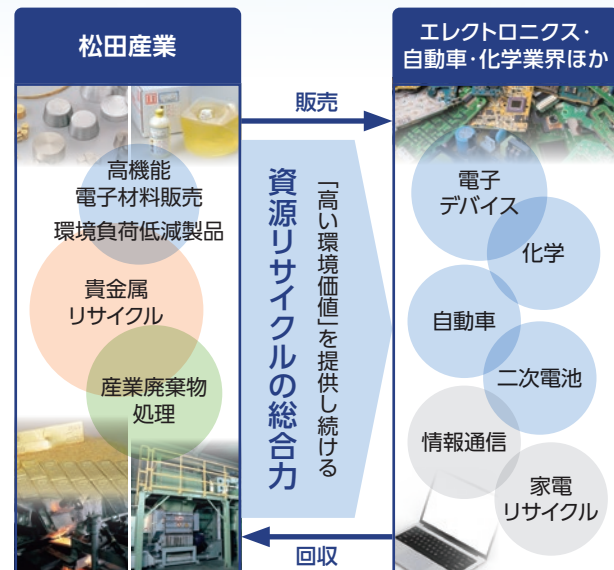 松田産業
エレクトロニクス・
自動車・化学業界ほか
販売
高機能
電子材料販売
環境負荷低減製品
貴金属
リサイクル
産業廃棄物
処理
資源リサイクルの総合力
「高い環境価値」を提供し続ける
電子
デバイス
化学
自動車
二次電池
情報通信
家電
リサイクル
回収